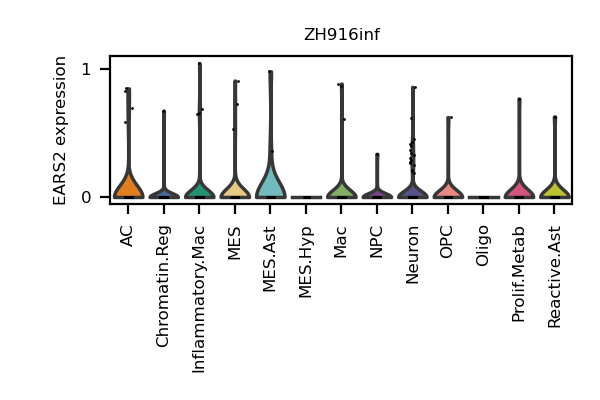 ZH916inf
EARS2 expression
1
0
AC
Chromatin.Reg
Inflammatory.Mac
MES
MES.Ast
MES.Hyp
Mac
NPC
Neuron
OPC
Oligo
Prolif.Metab
Reactive.Ast